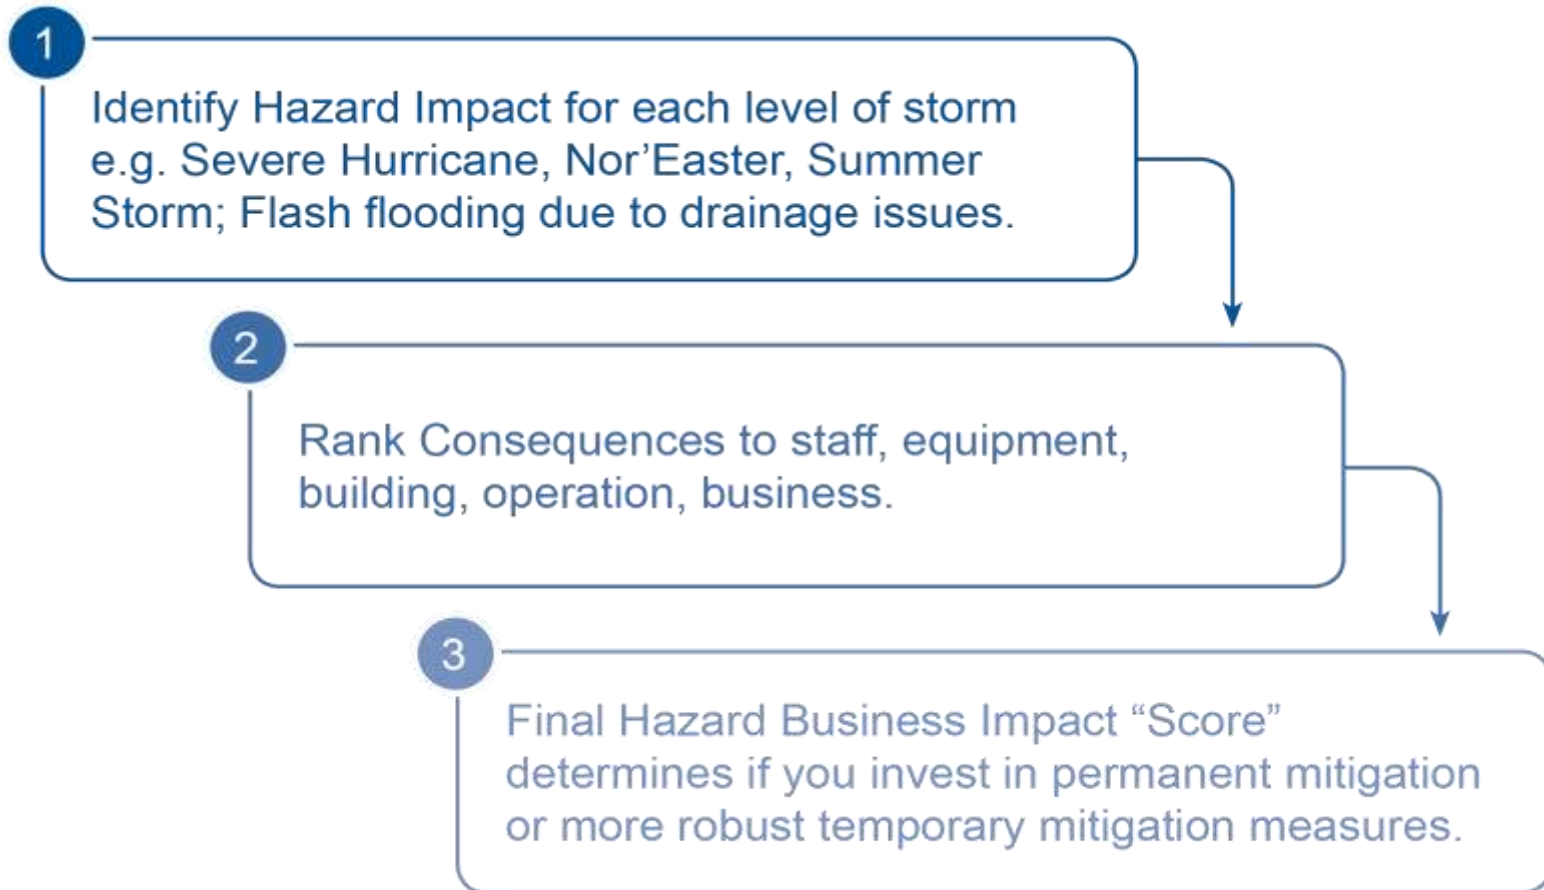 1
Identify Hazard Impact for each level of storm
e.g. Severe Hurricane, Nor’Easter, Summer
Storm; Flash flooding due to drainage issues.
2
Rank Consequences to staff, equipment,
building, operation, business.
3
Final Hazard Business Impact “Score”
determines if you invest in permanent mitigation
or more robust temporary mitigation measures.